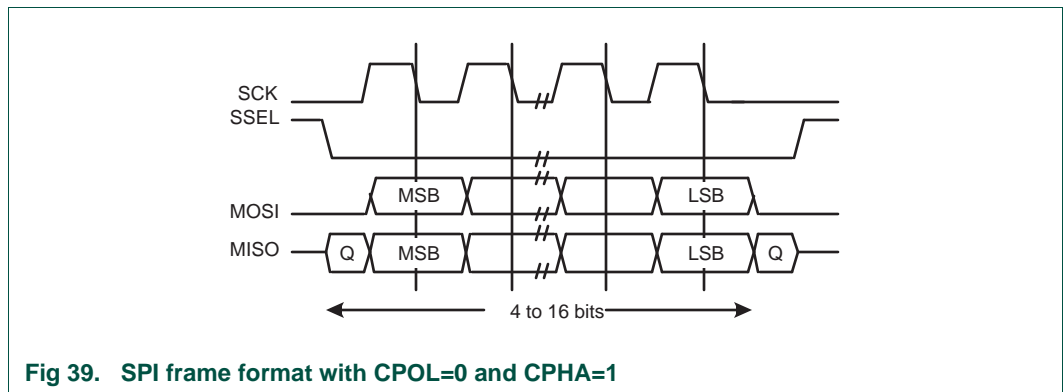 SCK
SSEL
MOSI
MSB
LSB
MISO
Q
MSB
LSB
Q
4 to 16 bits
Fig 39. SPI frame format with CPOL=0 and CPHA=1